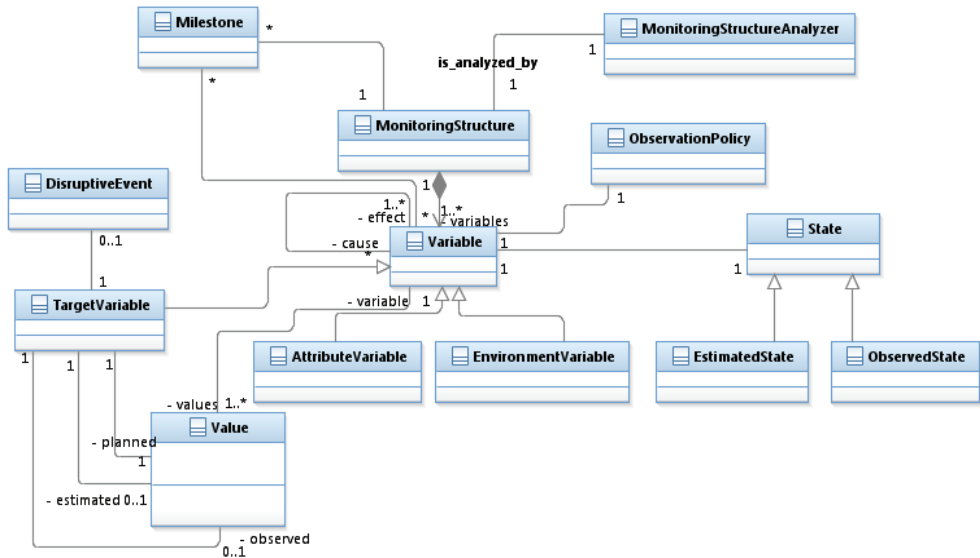 Milestone
*
MonitoringStructureAnalyzer
1
is_analyzed_by
*
1
1
MonitoringStructure
ObservationPolicy
DisruptiveEvent
1
1
1..*
1..*
- effect
*
- variables
0..1
State
- cause
Variable
1
*
1
1
1
TargetVariable
- variable
1
1
1
1
AttributeVariable
EnvironmentVariable
EstimatedState
ObservedState
- values
1..*
Value
- planned
1
- estimated
0..1
- observed
0..1